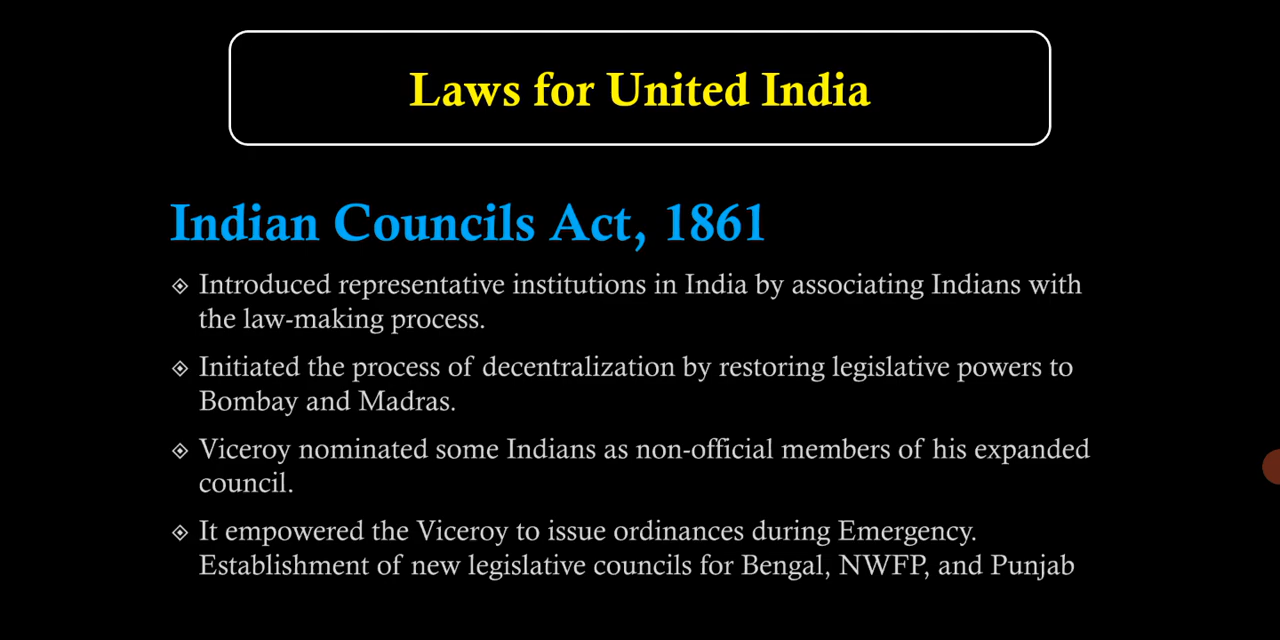 Laws for United India
Indian Councils Act, 1861
Introduced representative institutions in India by associating Indians with
the law-making process.
Initiated the process of decentralization by restoring legislative powers to
Bombay and Madras.
Viceroy nominated some Indians as non-official members of his expanded
council.
It empowered the Viceroy to issue ordinances during Emergency.
Establishment of new legislative councils for Bengal, NWFP, and Punjab